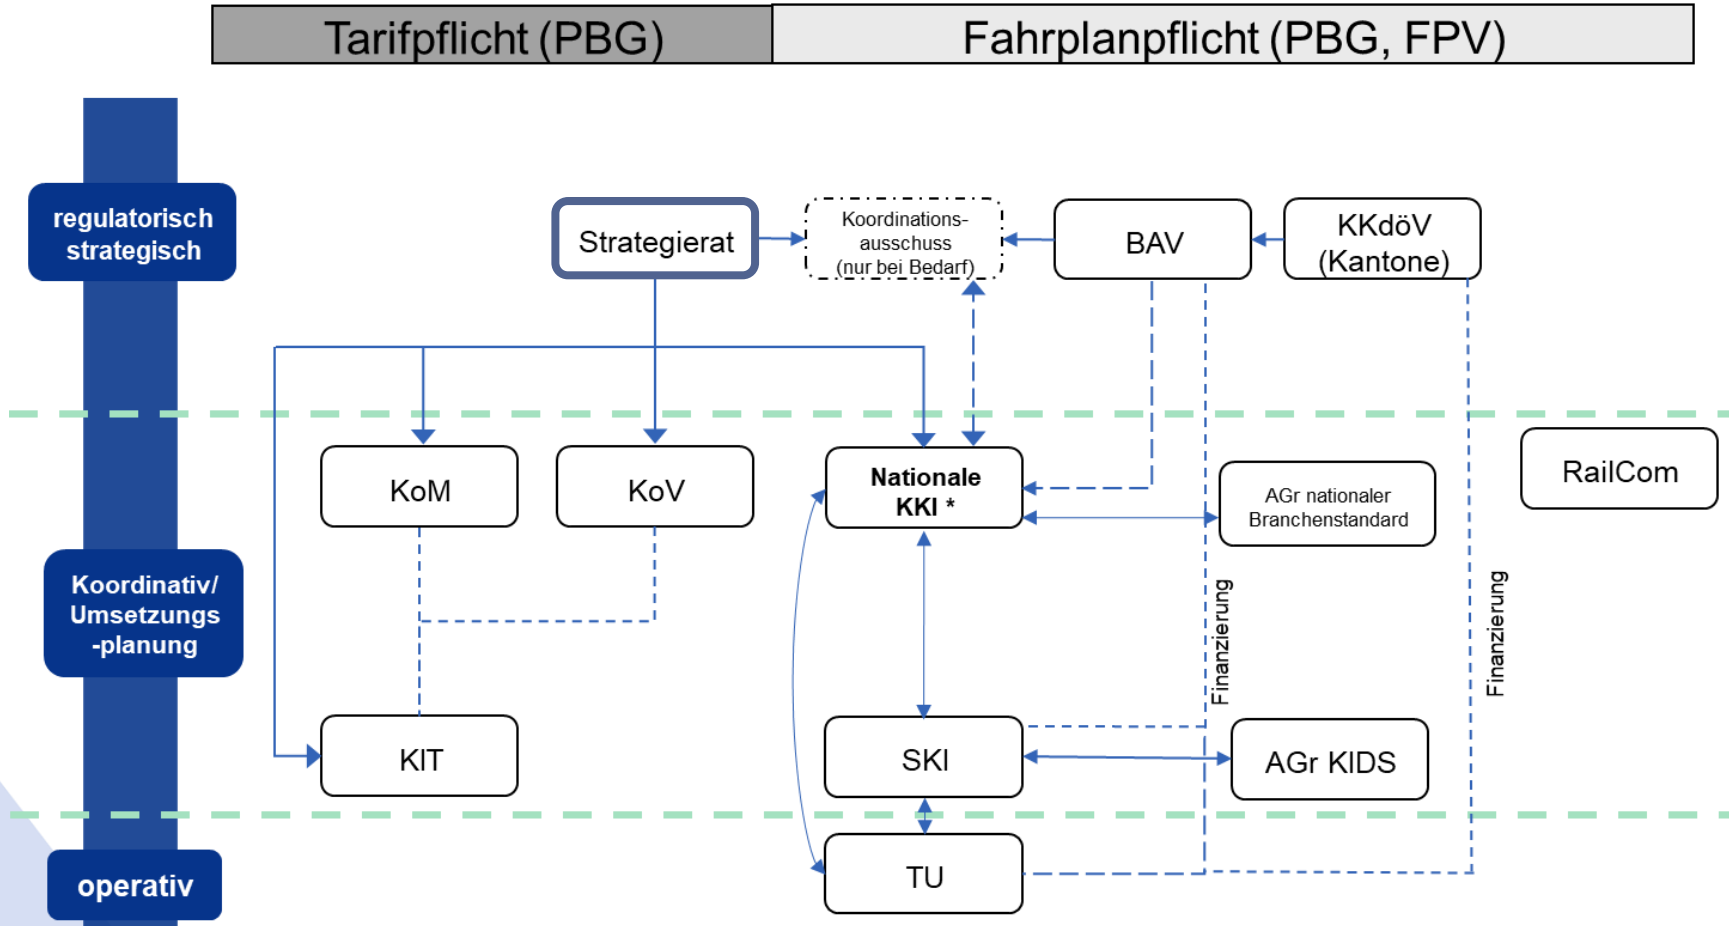 Tarifpflicht (PBG)
Fahrplanpflicht (PBG, FPV)
regulatorisch
strategisch
Strategierat
Koordinations-
ausschuss
(nur bei Bedarf)
BAV
KKdöV
(Kantone)
KoM
KoV
Nationale
KKI *
AGr nationaler
Branchenstandard
RailCom
Koordinativ/
Umsetzungs
-planung
Finanzierung
Finanzierung
KIT
SKI
AGr KIDS
operativ
TU